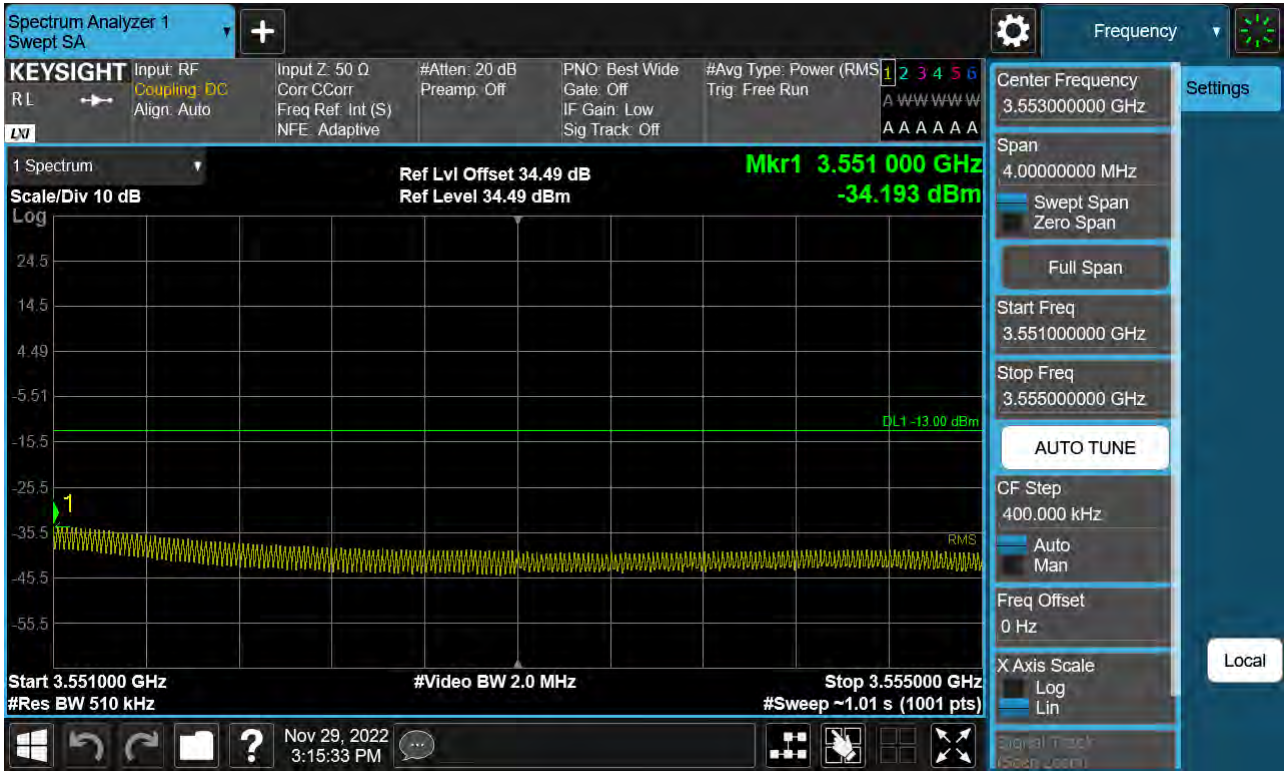 Spectrum Analyzer 1
Swept SA
+
Frequency
KEYSIGHT
RL
LXI
Input: RF
Coupling: DC
Align: Auto
Input Z: 50 Ω
Corr CCorr
Freq Ref: Int (S)
NFE: Adaptive
#Atten: 20 dB
Preamp: Off
PNO: Best Wide
Gate: Off
IF Gain: Low
Sig Track: Off
#Avg Type: Power (RMS
Trig: Free Run
1 2 3 4 5 6
A W W W W W
A A A A A A
1 Spectrum
Scale/Div 10 dB
Log
Ref Lvl Offset 34.49 dB
Ref Level 34.49 dBm
Mkr1 3.551 000 GHz
-34.193 dBm
24.5
14.5
4.49
-5.51
-15.5
-25.5
-35.5
-45.5
-55.5
DL1 -13.00 dBm
1
RMS
Start 3.551000 GHz
#Res BW 510 kHz
#Video BW 2.0 MHz
Stop 3.555000 GHz
#Sweep ~1.01 s (1001 pts)
Center Frequency
3.553000000 GHz
Span
4.00000000 MHz
Swept Span
Zero Span
Full Span
Start Freq
3.551000000 GHz
Stop Freq
3.555000000 GHz
AUTO TUNE
CF Step
400.000 kHz
Auto
Man
Freq Offset
0 Hz
X Axis Scale
Log
Lin
Signal Track
(Span Zoom)
Settings
Local
?
Nov 29, 2022
3:15:33 PM